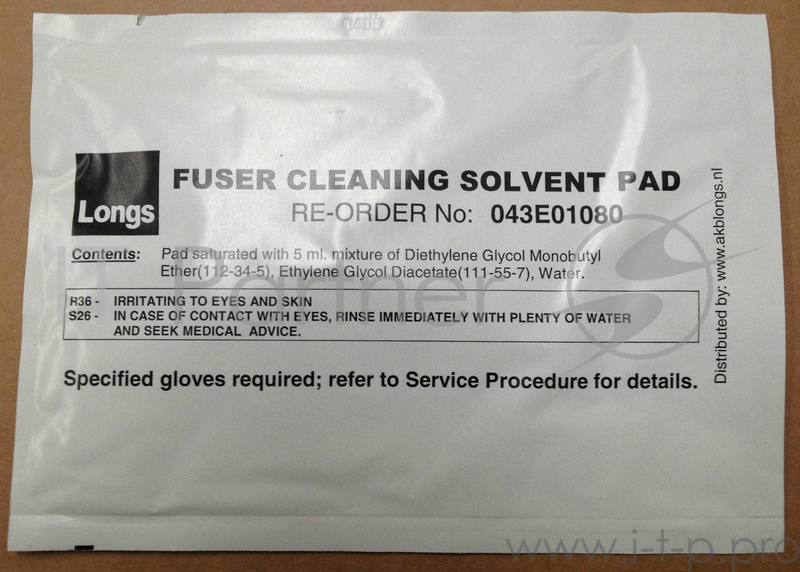 Longs
FUSER CLEANING SOLVENT PAD
RE-ORDER No: 043E01080
Contents: Pad saturated with 5 ml. mixture of Diethylene Glycol Monobutyl
Ether(112-34-5), Ethylene Glycol Diacetate(111-55-7), Water.
R36 - IRRITATING TO EYES AND SKIN
S26 - IN CASE OF CONTACT WITH EYES, RINSE IMMEDIATELY WITH PLENTY OF WATER
AND SEEK MEDICAL ADVICE.
Specified gloves required; refer to Service Procedure for details.
Distributed by: www.akblongs.nl
IT Partner
www.i-t-p.pro